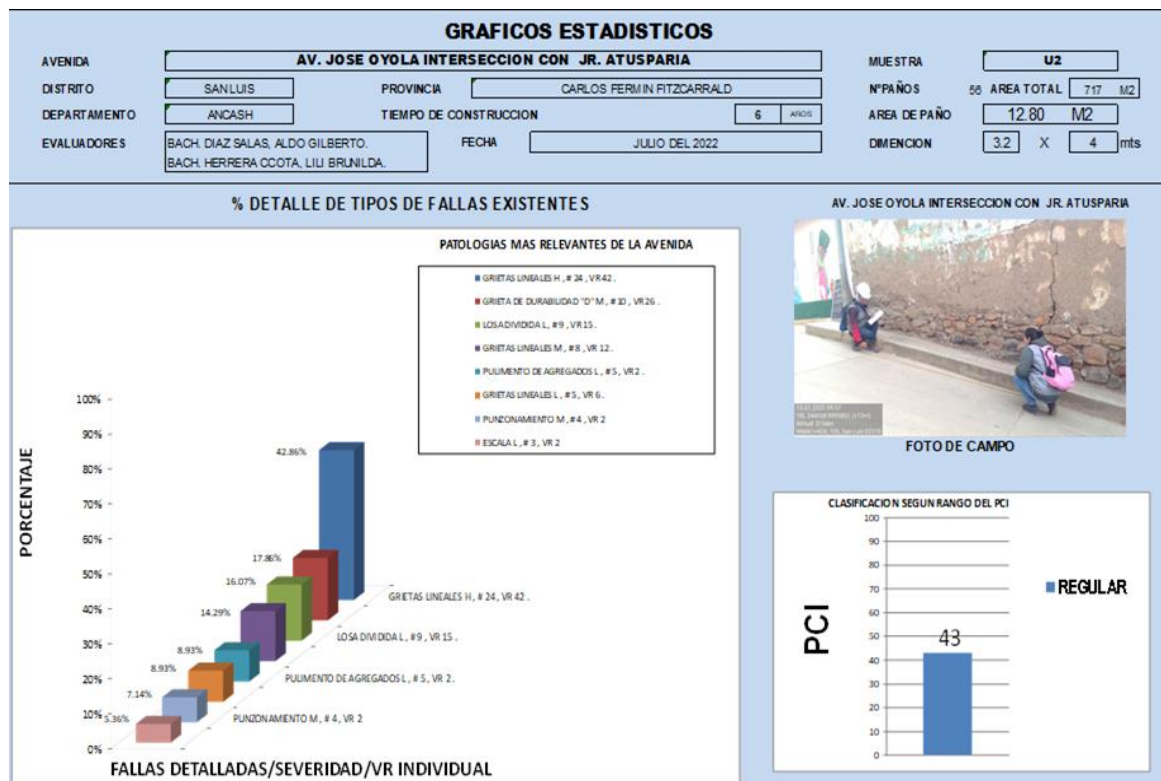 GRAFICOS ESTADISTICOS
AVENIDA AV. JOSE OYOLA INTERSECCION CON JR. ATUSPARIA MUESTRA U2
DISTRITO SAN LUIS PROVINCIA CARLOS FERMIN FITZCARRALD N°PAÑOS 56 AREA TOTAL 717 M2
DEPARTAMENTO ANCASH TIEMPO DE CONSTRUCCION 6 AÑOS AREA DE PAÑO 12.80 M2
EVALUADORES BACH. DIAZ SALAS, ALDO GILBERTO. FECHA JULIO DEL 2022 DIMENCION 3.2 X 4 mts
BACH. HERRERA CCOTA, LILI BRUNILDA.
% DETALLE DE TIPOS DE FALLAS EXISTENTES
PATOLOGIAS MAS RELEVANTES DE LA AVENIDA
GRIETAS LINEALES H , # 24 , VR 42 .
GRIETA DE DURABILIDAD "D" M , # 10 , VR 26 .
LOSA DIVIDIDA L , # 9 , VR 15 .
GRIETAS LINEALES M , # 8 , VR 12 .
PULIMENTO DE AGREGADOS L , # 5 , VR 2 .
GRIETAS LINEALES L , # 5 , VR 6 .
PUNZONAMIENTO M , # 4 , VR 2
ESCALA L , # 3 , VR 2
PORCENTAJE
100%
90%
80%
70%
60%
50%
40%
30%
20%
10%
0%
42.86%
17.86%
16.07%
14.29%
8.93%
8.93%
7.14%
5.36%
GRIETAS LINEALES H , # 24 , VR 42 .
LOSA DIVIDIDA L , # 9 , VR 15 .
PULIMENTO DE AGREGADOS L , # 5 , VR 2 .
PUNZONAMIENTO M , # 4 , VR 2
FALLAS DETALLADAS/SEVERIDAD/VR INDIVIDUAL
AV. JOSE OYOLA INTERSECCION CON JR. ATUSPARIA
FOTO DE CAMPO
CLASIFICACION SEGUN RANGO DEL PCI
PCI
100
90
80
70
60
50
40
30
20
10
0
43
REGULAR